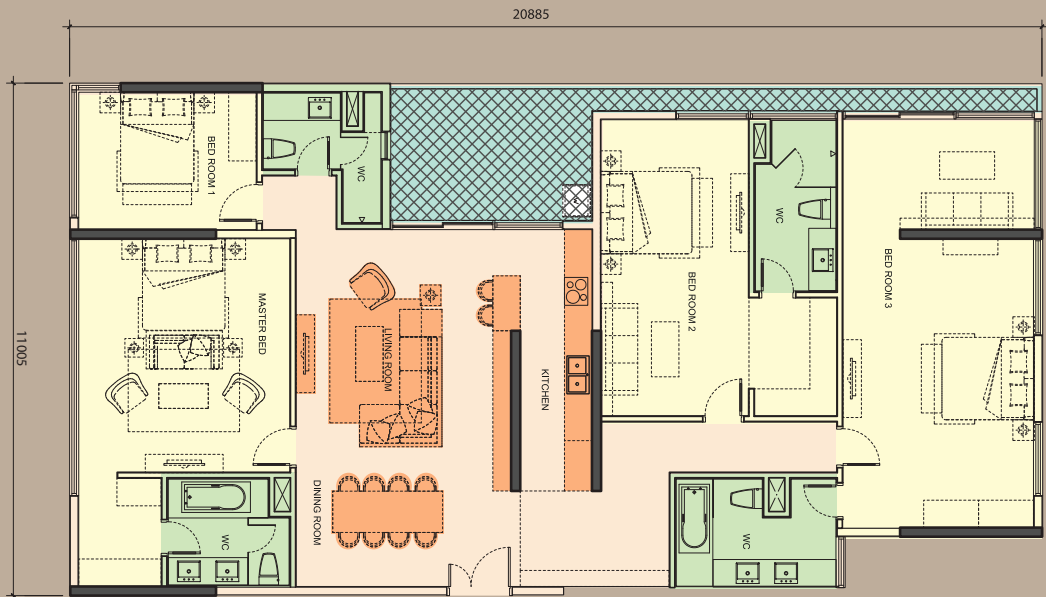 20885
BED ROOM 1
WC
WC
BED ROOM 3
MASTER BED
BED ROOM 2
11005
LIVING ROOM
KITCHEN
DINING ROOM
WC
WC